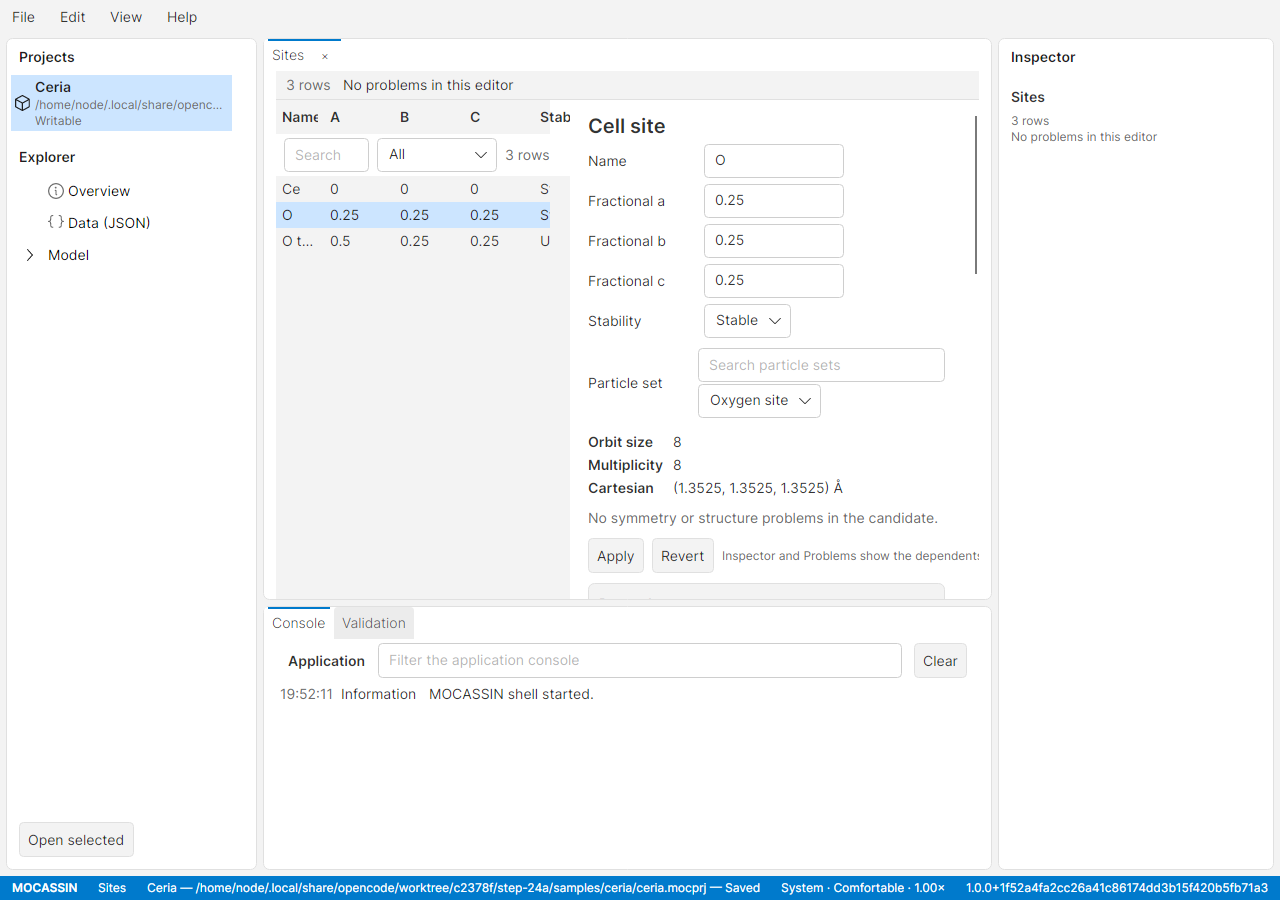 File Edit View Help
Projects
Ceria
/home/node/.local/share/openc...
Writable
Explorer
Overview
{ } Data (JSON)
Model
Open selected
Sites ×
3 rows No problems in this editor
Name A B C Stab
Search All 3 rows
Ce 0 0 0 S
O 0.25 0.25 0.25 S
O t... 0.5 0.25 0.25 U
Cell site
Name O
Fractional a 0.25
Fractional b 0.25
Fractional c 0.25
Stability Stable
Search particle sets
Particle set
Oxygen site
Orbit size 8
Multiplicity 8
Cartesian (1.3525, 1.3525, 1.3525) Å
No symmetry or structure problems in the candidate.
Apply Revert Inspector and Problems show the dependents
Console Validation
Application Filter the application console Clear
19:52:11 Information MOCASSIN shell started.
Inspector
Sites
3 rows
No problems in this editor
MOCASSIN Sites Ceria — /home/node/.local/share/opencode/worktree/c2378f/step-24a/samples/ceria/ceria.mocprj — Saved System · Comfortable · 1.00× 1.0.0+1f52a4fa2cc26a41c86174dd3b15f420b5fb71a3